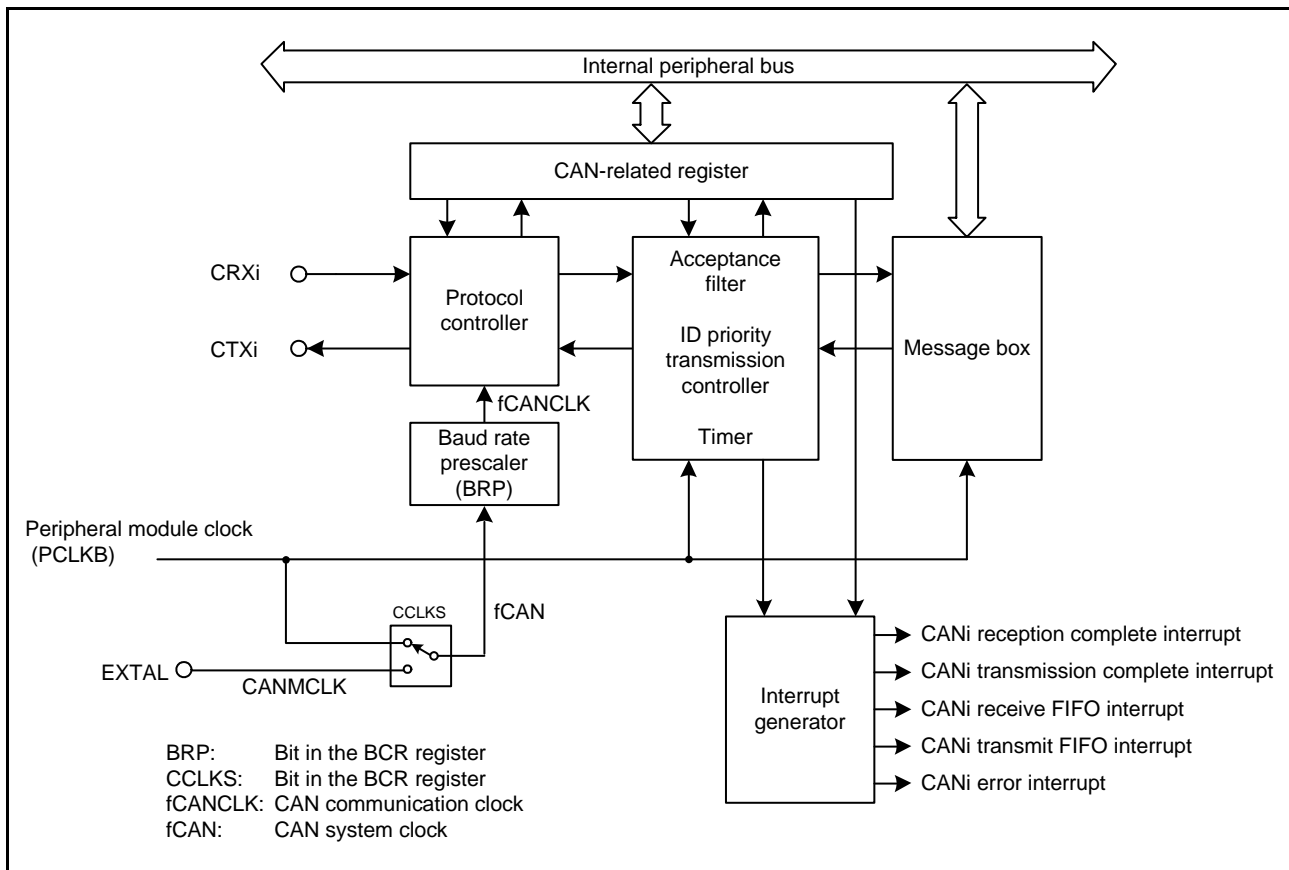 Internal peripheral bus
CAN-related register
CRXi
CTXi
Protocol
controller
Acceptance
filter
ID priority
transmission
controller
Timer
Message box
fCANCLK
Baud rate
prescaler
(BRP)
Peripheral module clock
(PCLKB)
CCLKS
fCAN
EXTAL
CANMCLK
Interrupt
generator
CANi reception complete interrupt
CANi transmission complete interrupt
CANi receive FIFO interrupt
CANi transmit FIFO interrupt
CANi error interrupt
BRP: Bit in the BCR register
CCLKS: Bit in the BCR register
fCANCLK: CAN communication clock
fCAN: CAN system clock